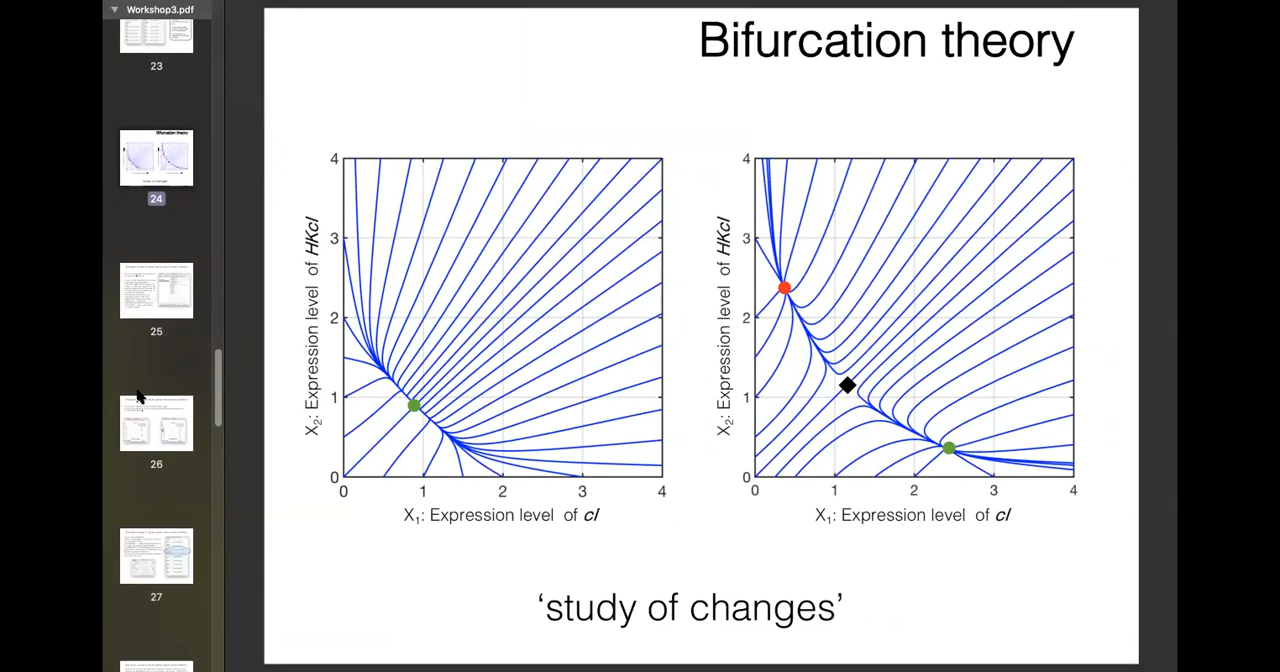 Workshop3.pdf
23
Bifurcation theory
24
25
26
27
Bifurcation theory
4
3
2
1
0
0 1 2 3 4
X₂: Expression level of HKcI
X₁: Expression level of cI
4
3
2
1
0
0 1 2 3 4
X₂: Expression level of HKcI
X₁: Expression level of cI
‘study of changes’